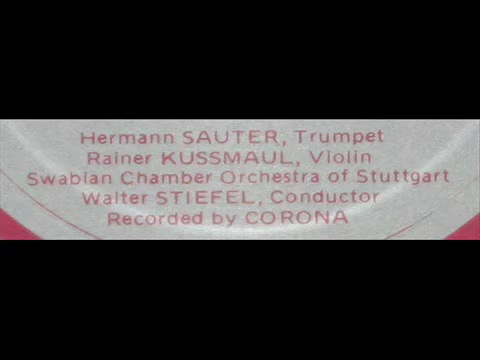 Hermann SAUTER, Trumpet
Rainer KUSSMAUL, Violin
Swabian Chamber Orchestra of Stuttgart
Walter STIEFEL, Conductor
Recorded by CORONA